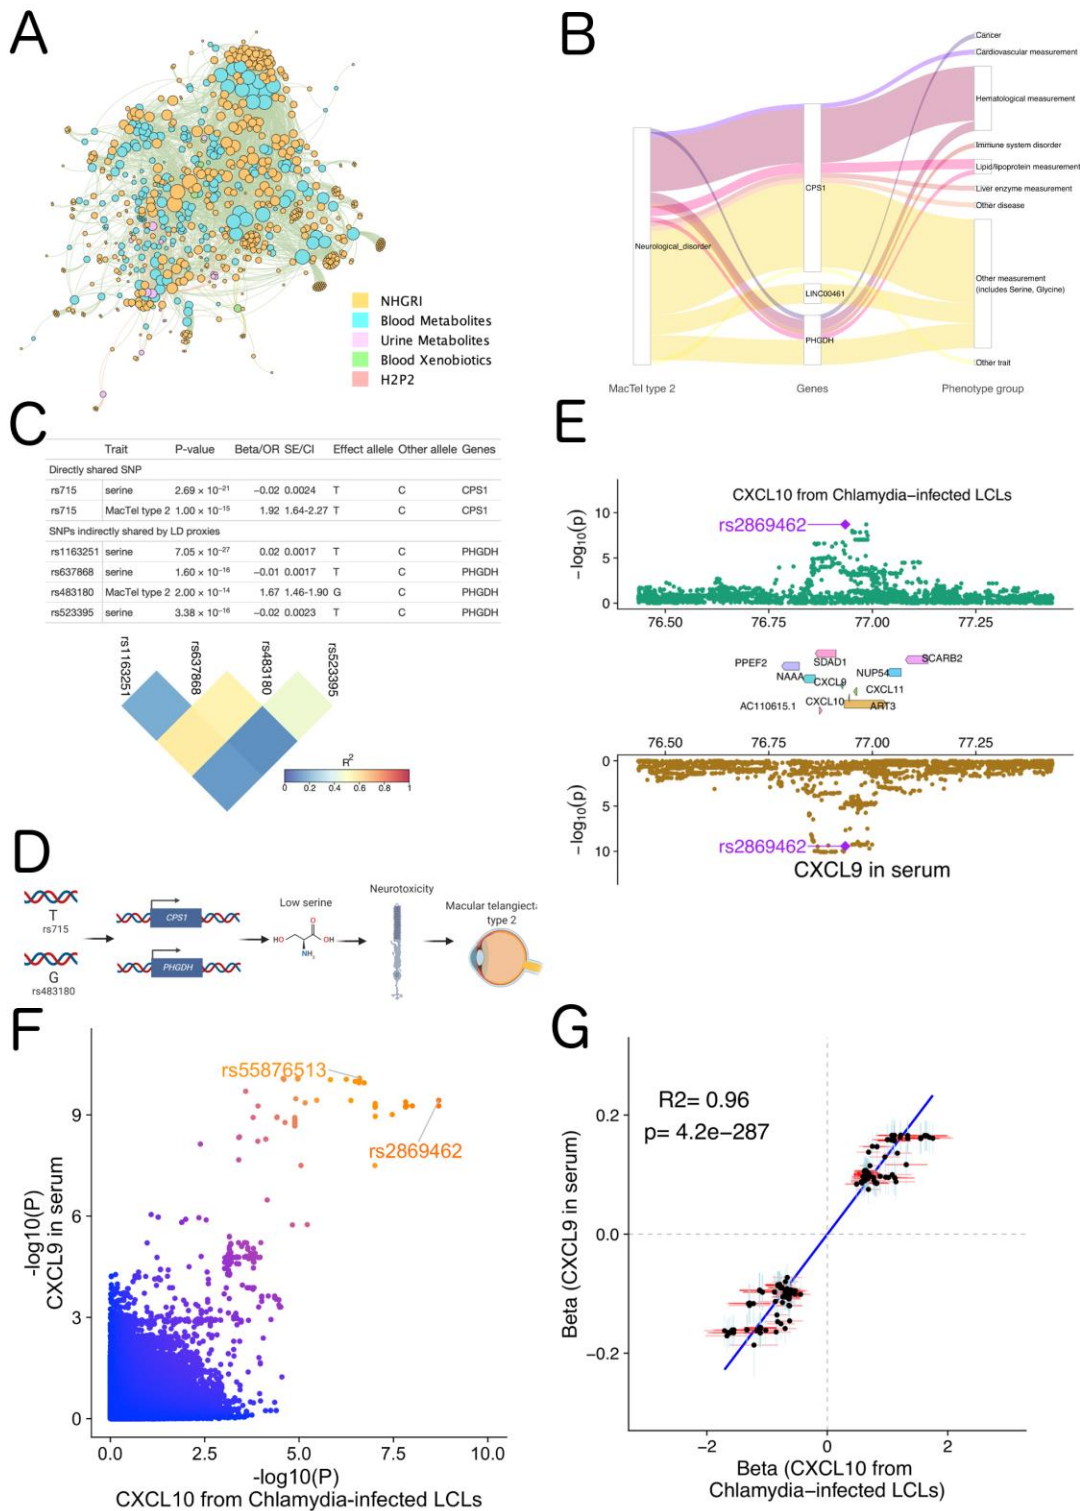 A
NHGRI
Blood Metabolites
Urine Metabolites
Blood Xenobiotics
H2P2
B
Cancer
Cardiovascular measurement
Hematological measurement
Immune system disorder
Lipid/lipoprotein measurement
Liver enzyme measurement
Other disease
Other measurement
(includes Serine, Glycine)
Other trait
Neurological_disorder
CPS1
LINC00461
PHGDH
MacTel type 2 Genes Phenotype group
C
Trait P-value Beta/OR SE/CI Effect allele Other allele Genes
Directly shared SNP
rs715 serine 2.69 × 10⁻²¹ −0.02 0.0024 T C CPS1
rs715 MacTel type 2 1.00 × 10⁻¹⁵ 1.92 1.64-2.27 T C CPS1
SNPs indirectly shared by LD proxies
rs1163251 serine 7.05 × 10⁻²⁷ 0.02 0.0017 T C PHGDH
rs637868 serine 1.60 × 10⁻¹⁶ −0.01 0.0017 T C PHGDH
rs483180 MacTel type 2 2.00 × 10⁻¹⁴ 1.67 1.46-1.90 G C PHGDH
rs523395 serine 3.38 × 10⁻¹⁶ −0.02 0.0023 T C PHGDH
rs1163251
rs637868
rs483180
rs523395
R²
0 0.2 0.4 0.6 0.8 1
D
T
rs715
G
rs483180
CPS1
PHGDH
Low serine
HO
O
OH
NH₂
Neurotoxicity
Macular telangiecta
type 2
E
CXCL10 from Chlamydia−infected LCLs
rs2869462
−log₁₀(p)
10
5
0
76.50 76.75 77.00 77.25
PPEF2
SDAD1
SCARB2
NAAA
CXCL9
NUP54
CXCL11
AC110615.1
CXCL10
ART3
76.50 76.75 77.00 77.25
−log₁₀(p)
0
5
10
rs2869462
CXCL9 in serum
F
rs55876513
rs2869462
-log10(P)
CXCL9 in serum
9
6
3
0
0.0 2.5 5.0 7.5 10.0
-log10(P)
CXCL10 from Chlamydia-infected LCLs
G
R2= 0.96
p= 4.2e−287
Beta (CXCL9 in serum)
0.2
0.0
−0.2
−2 0 2
Beta (CXCL10 from
Chlamydia−infected LCLs)